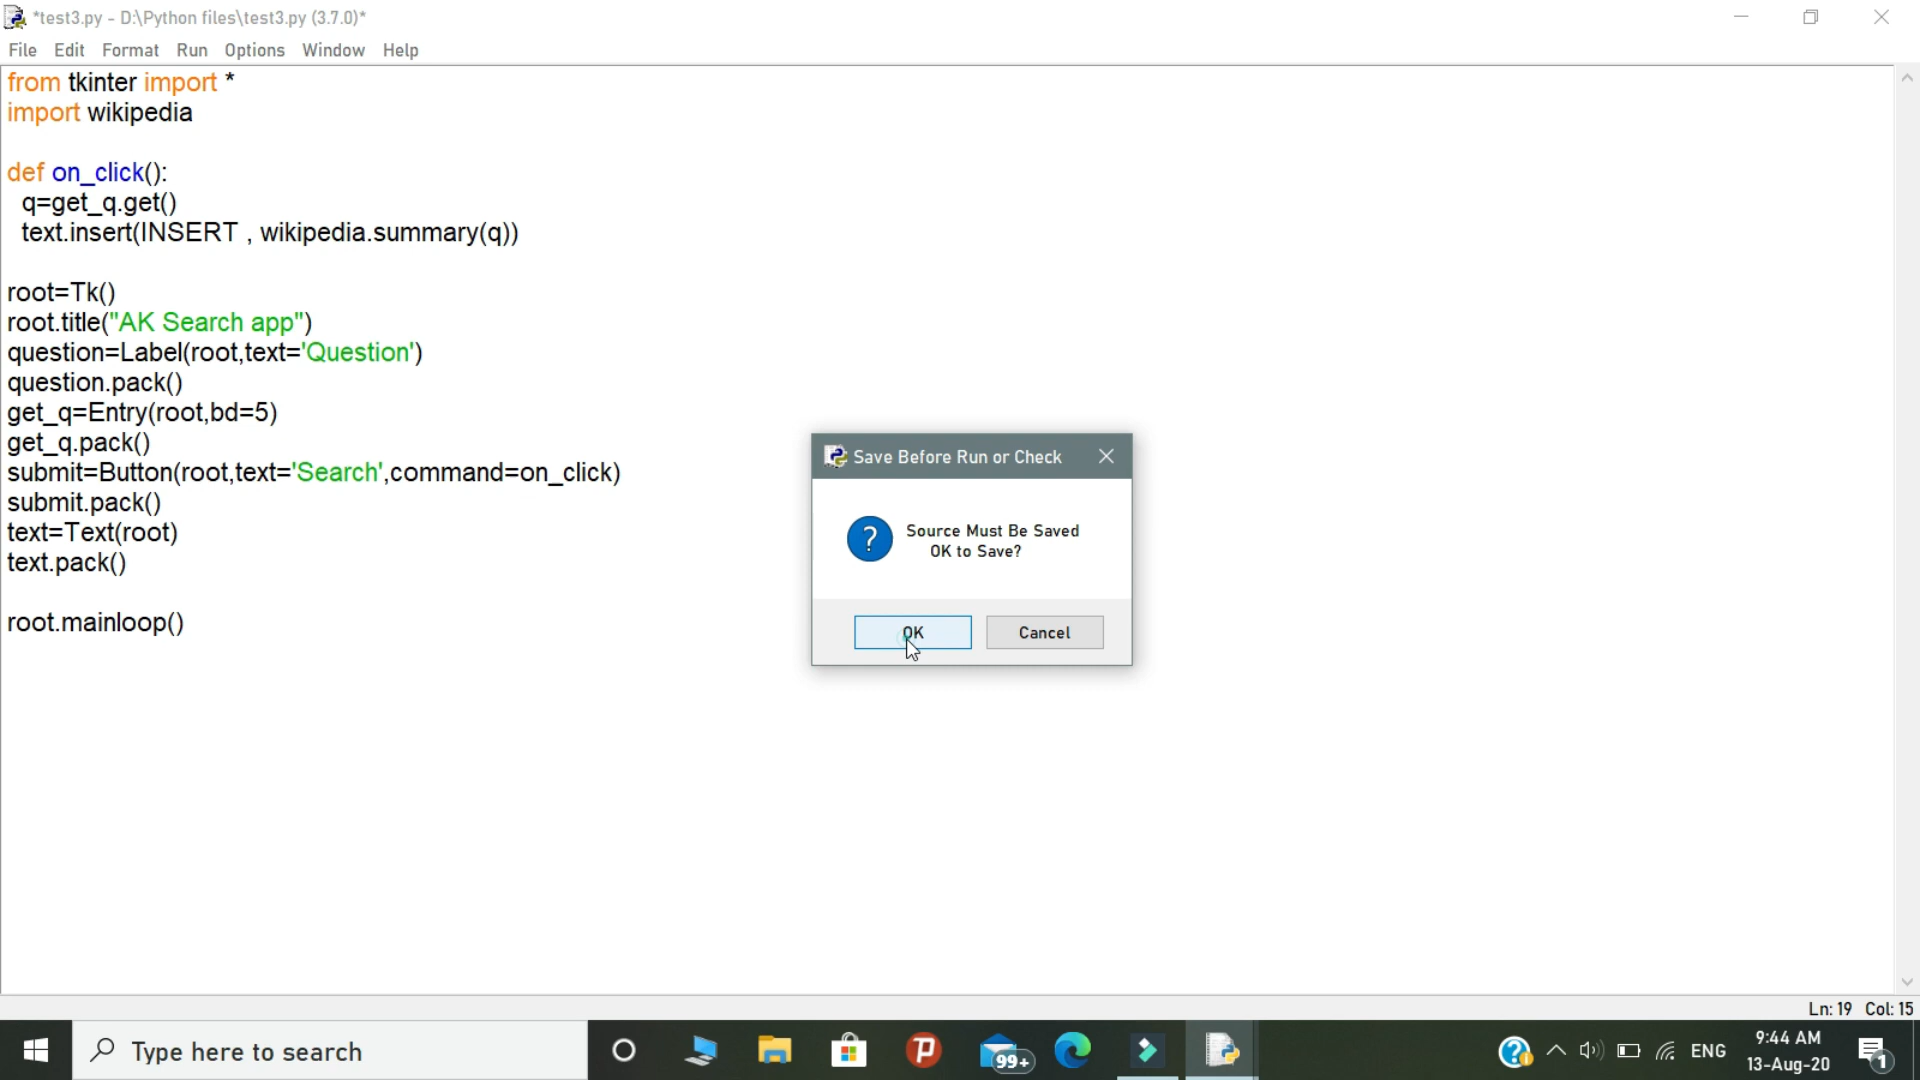 *test3.py - D:\Python files\test3.py (3.7.0)*
File Edit Format Run Options Window Help
from tkinter import *
import wikipedia
def on_click():
  q=get_q.get()
  text.insert(INSERT , wikipedia.summary(q))
root=Tk()
root.title("AK Search app")
question=Label(root,text='Question')
question.pack()
get_q=Entry(root,bd=5)
get_q.pack()
submit=Button(root,text='Search',command=on_click)
submit.pack()
text=Text(root)
text.pack()
root.mainloop()
Save Before Run or Check
Source Must Be Saved
OK to Save?
OK Cancel
Ln: 19 Col: 15
Type here to search
99+
ENG
9:44 AM
13-Aug-20
1